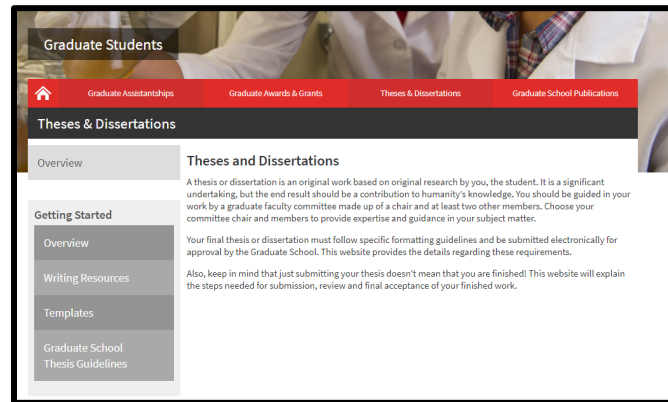 Graduate Students
Graduate Assistantships
Graduate Awards & Grants
Theses & Dissertations
Graduate School Publications
Theses & Dissertations
Overview
Getting Started
Overview
Writing Resources
Templates
Graduate School
Thesis Guidelines
Theses and Dissertations
A thesis or dissertation is an original work based on original research by you, the student. It is a significant
undertaking, but the end result should be a contribution to humanity's knowledge. You should be guided in your
work by a graduate faculty committee made up of a chair and at least two other members. Choose your
committee chair and members to provide expertise and guidance in your subject matter.
Your final thesis or dissertation must follow specific formatting guidelines and be submitted electronically for
approval by the Graduate School. This website provides the details regarding these requirements.
Also, keep in mind that just submitting your thesis doesn't mean that you are finished! This website will explain
the steps needed for submission, review and final acceptance of your finished work.